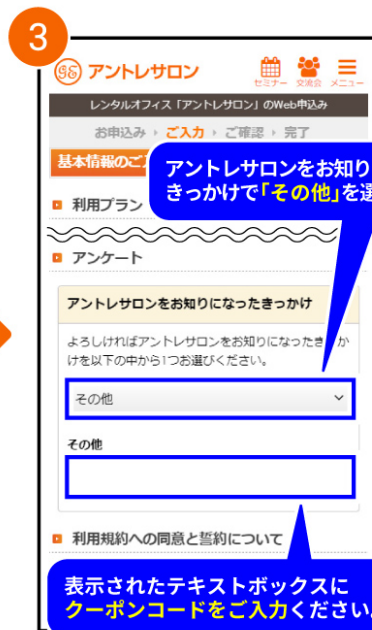 3
アントレサロン
セミナー 交流会 メニュー
レンタルオフィス「アントレサロン」のWeb申込み
お申込み › ご入力 › ご確認 › 完了
基本情報のご入
アントレサロンをお知り
きっかけで「その他」を選
利用プラン
アンケート
アントレサロンをお知りになったきっかけ
よろしければアントレサロンをお知りになったき か
けを以下の中から1つお選びください。
その他
その他
利用規約への同意と誓約について
表示されたテキストボックスに
クーポンコードをご入力ください。